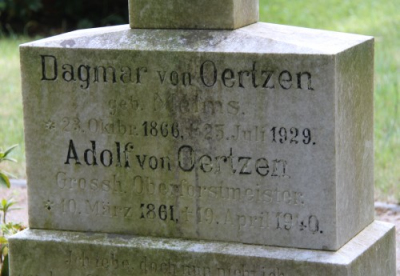 Dagmar von Oertzen
geb.
* 23. Oktbr. 1866. † 25. Juli 1929.
Adolf von Oertzen.
Grossh. Oberforstmeister.
* 10. März 1861. † 19. April 1940.